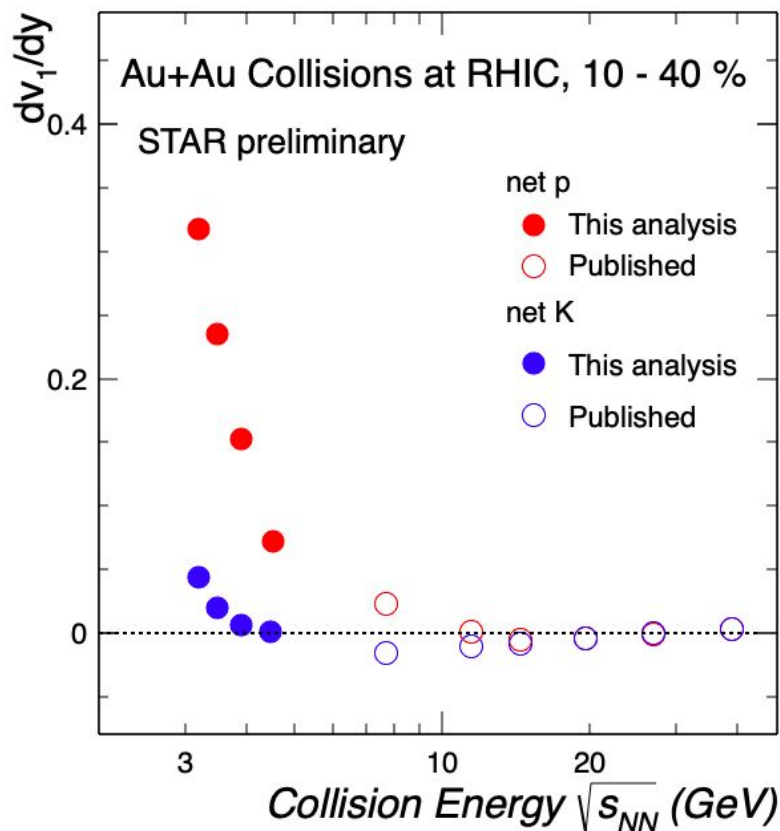 Au+Au Collisions at RHIC, 10 - 40 %
STAR preliminary
net p
This analysis
Published
net K
This analysis
Published
dv₁/dy
0.4
0.2
0
3
10
20
Collision Energy √s_NN (GeV)